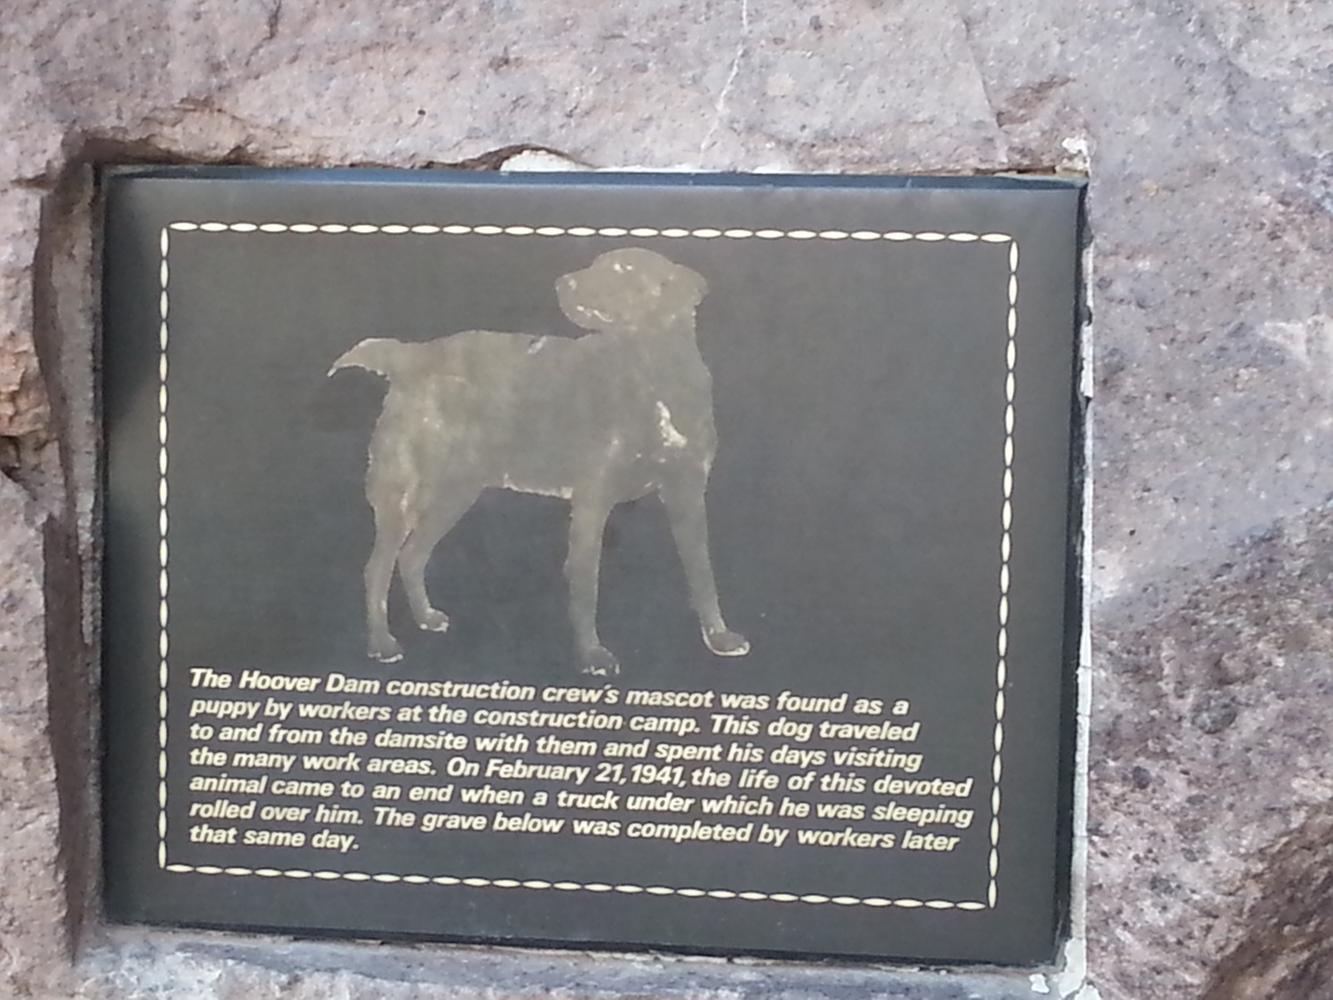 The Hoover Dam construction crew's mascot was found as a
puppy by workers at the construction camp. This dog traveled
to and from the damsite with them and spent his days visiting
the many work areas. On February 21, 1941, the life of this devoted
animal came to an end when a truck under which he was sleeping
rolled over him. The grave below was completed by workers later
that same day.